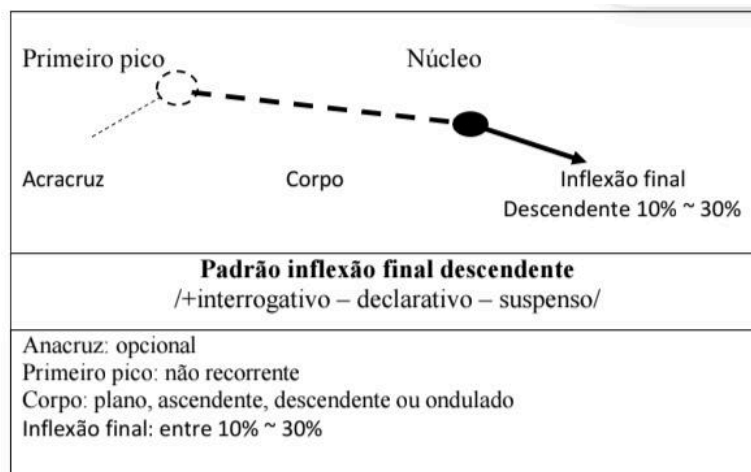 Primeiro pico Núcleo
Acracruz Corpo Inflexão final
Descendente 10% ~ 30%
Padrão inflexão final descendente
/+interrogativo – declarativo – suspenso/
Anacruz: opcional
Primeiro pico: não recorrente
Corpo: plano, ascendente, descendente ou ondulado
Inflexão final: entre 10% ~ 30%